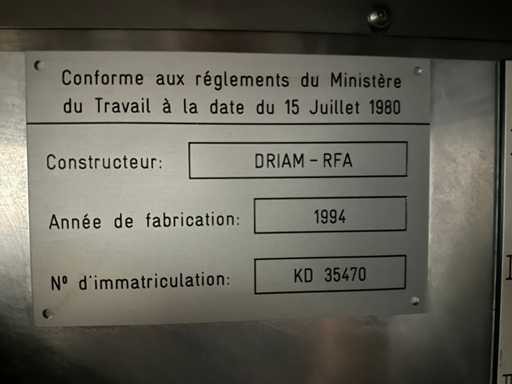 Conforme aux réglements du Ministère
du Travail à la date du 15 Juillet 1980
Constructeur: DRIAM - RFA
Année de fabrication: 1994
Nº d'immatriculation: KD 35470